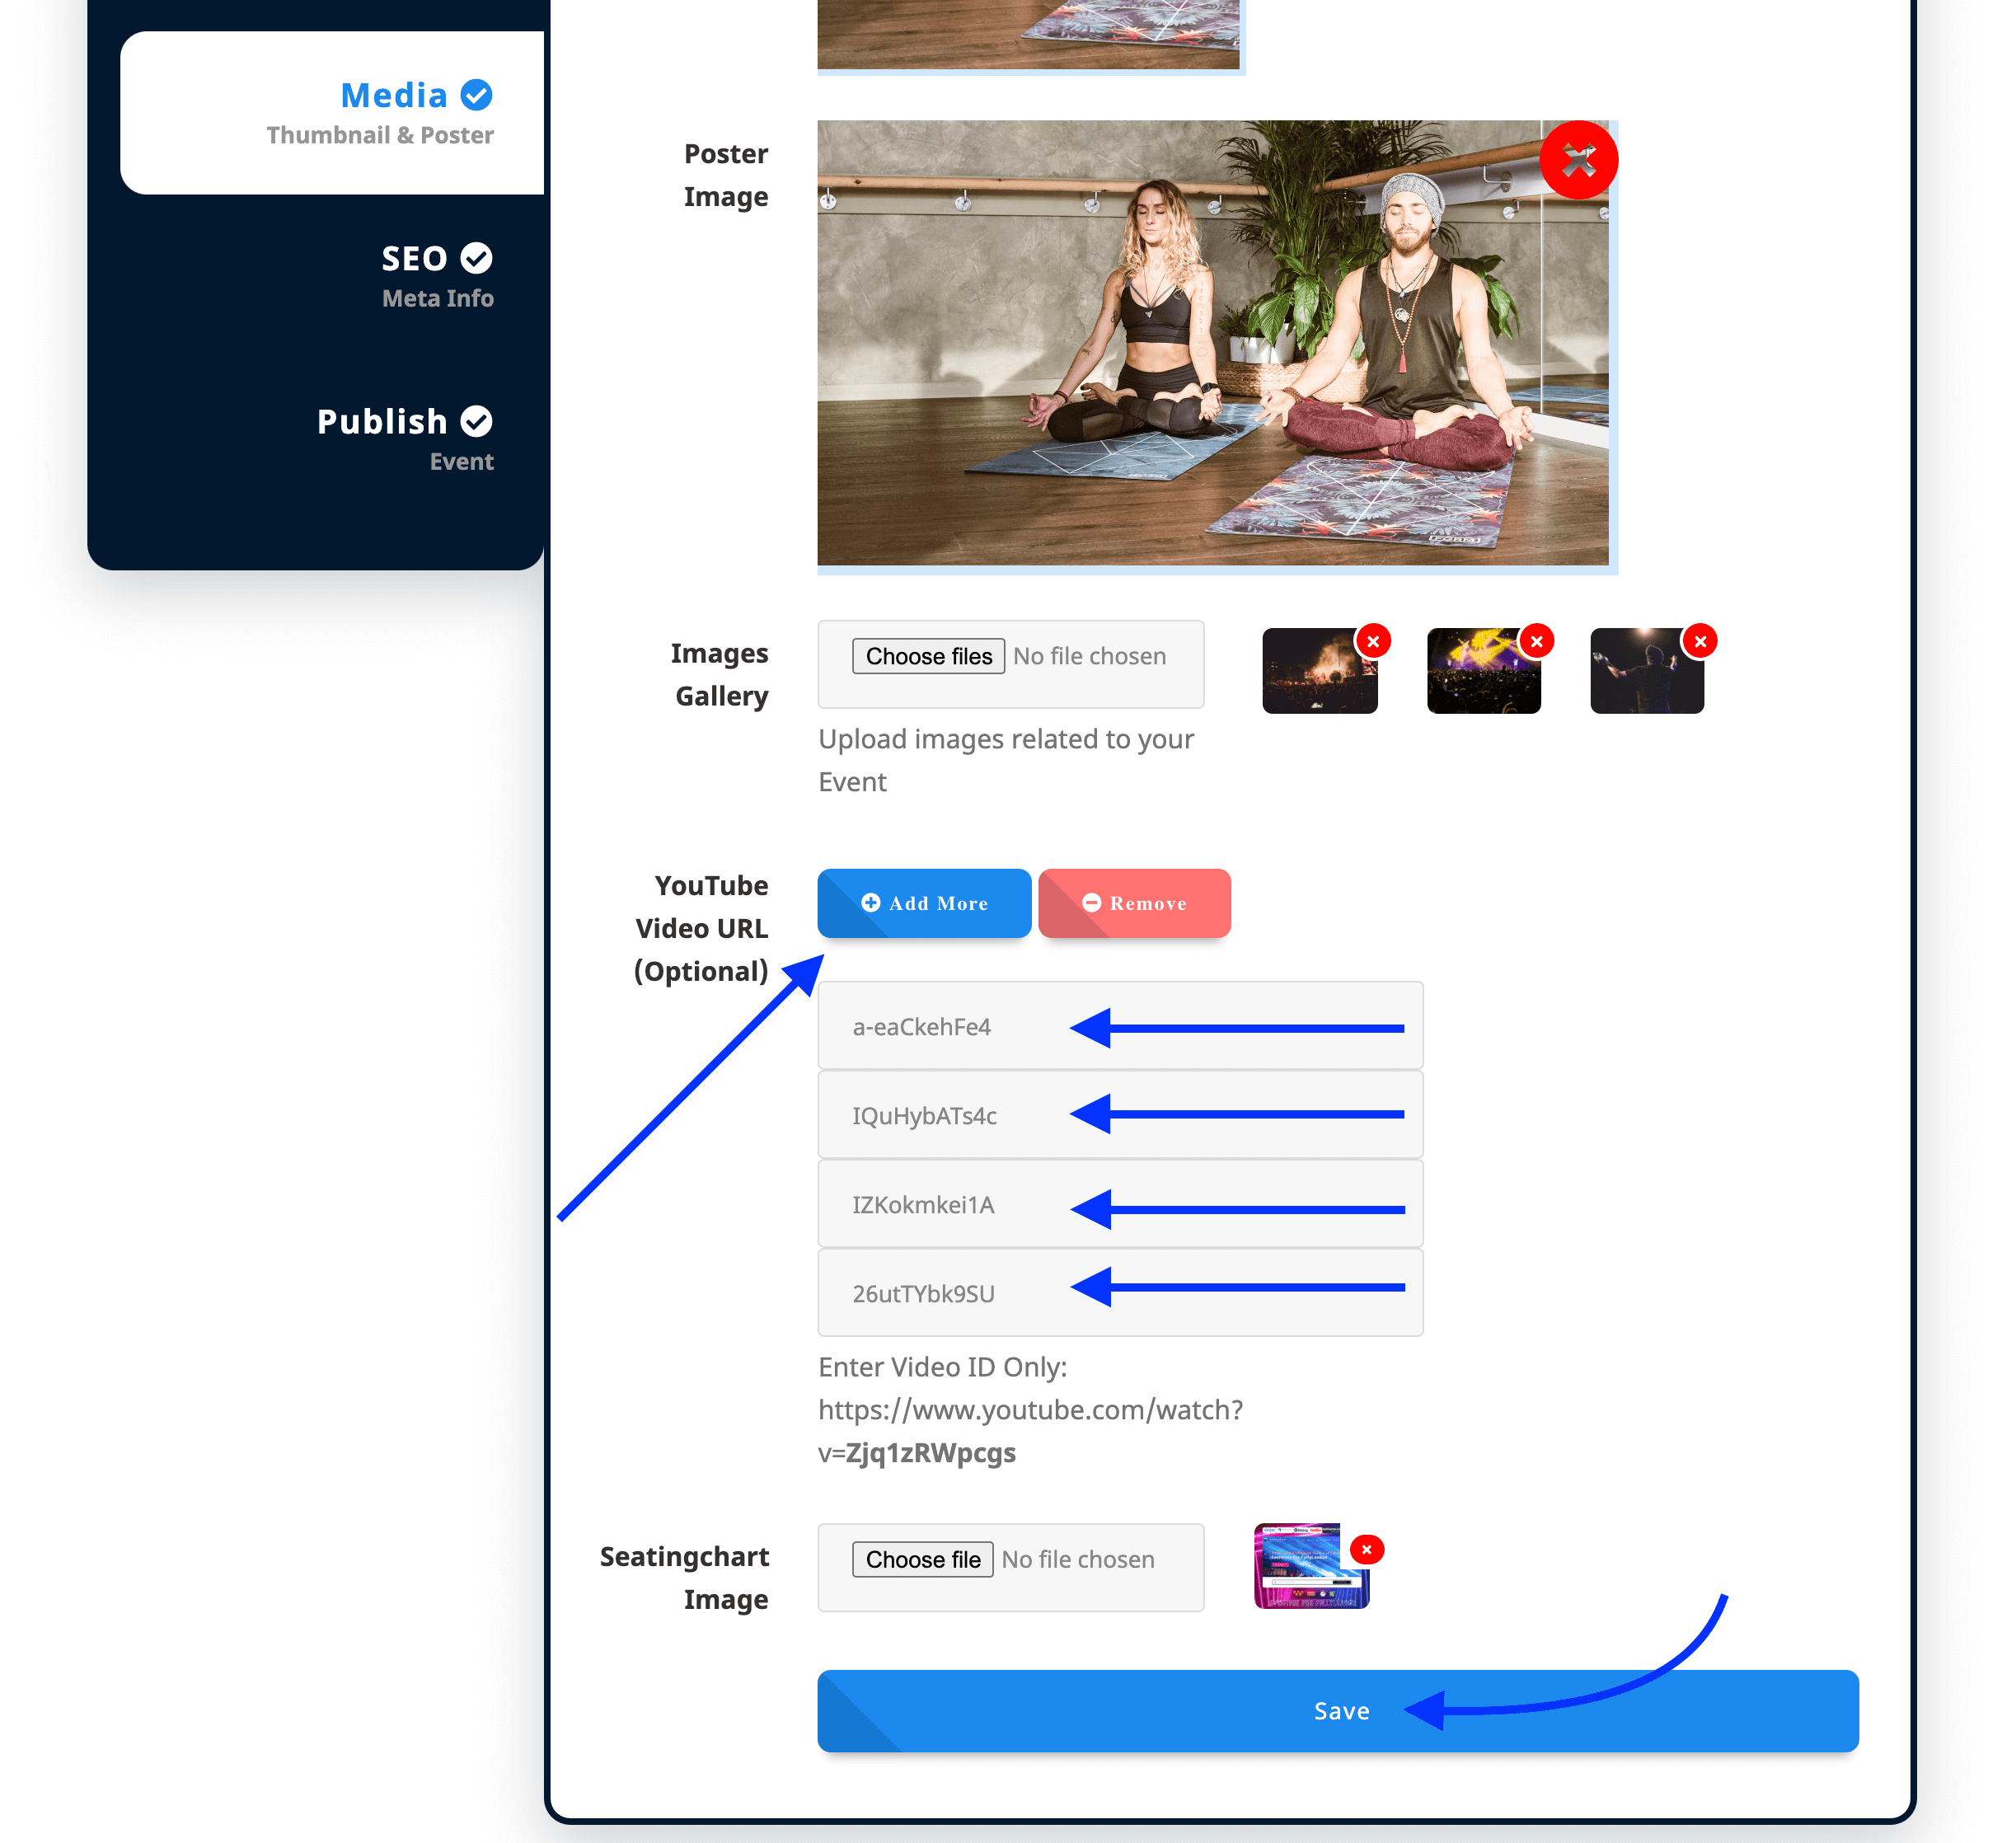 Media
Thumbnail & Poster
SEO
Meta Info
Publish
Event
Poster
Image
Images
Gallery
Choose files No file chosen
Upload images related to your
Event
YouTube
Video URL
(Optional)
Add More
Remove
a-eaCkehFe4
IQuHybATs4c
IZKokmkei1A
26utTYbk9SU
Enter Video ID Only:
https://www.youtube.com/watch?
v=Zjq1zRWpcgs
Seatingchart
Image
Choose file No file chosen
Save